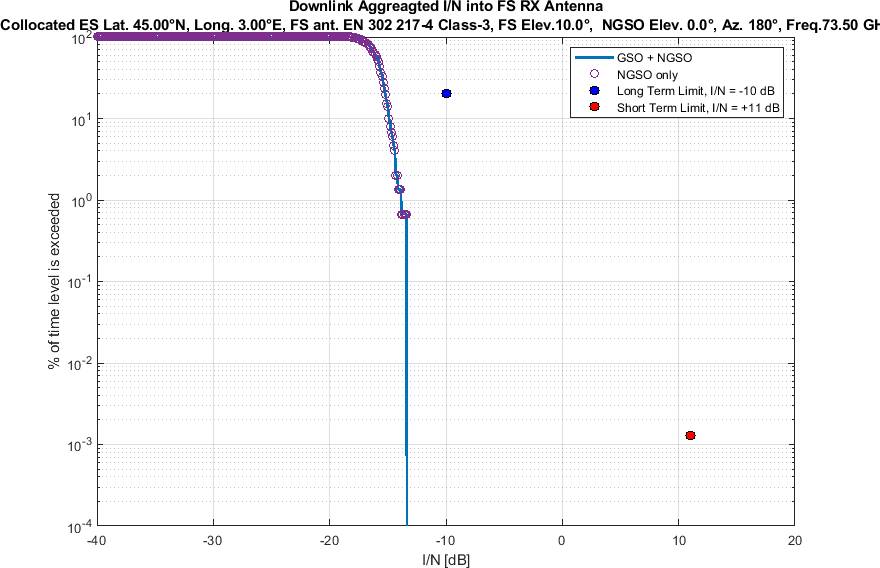 Downlink Aggreagted I/N into FS RX Antenna
Collocated ES Lat. 45.00°N, Long. 3.00°E, FS ant. EN 302 217-4 Class-3, FS Elev.10.0°, NGSO Elev. 0.0°, Az. 180°, Freq.73.50 GH
GSO + NGSO
NGSO only
Long Term Limit, I/N = -10 dB
Short Term Limit, I/N = +11 dB
% of time level is exceeded
10^2
10^1
10^0
10^-1
10^-2
10^-3
10^-4
-40 -30 -20 -10 0 10 20
I/N [dB]